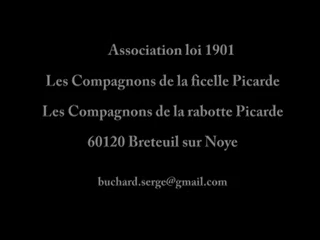 Association loi 1901
Les Compagnons de la ficelle Picarde
Les Compagnons de la rabotte Picarde
60120 Breteuil sur Noye
buchard.serge@gmail.com